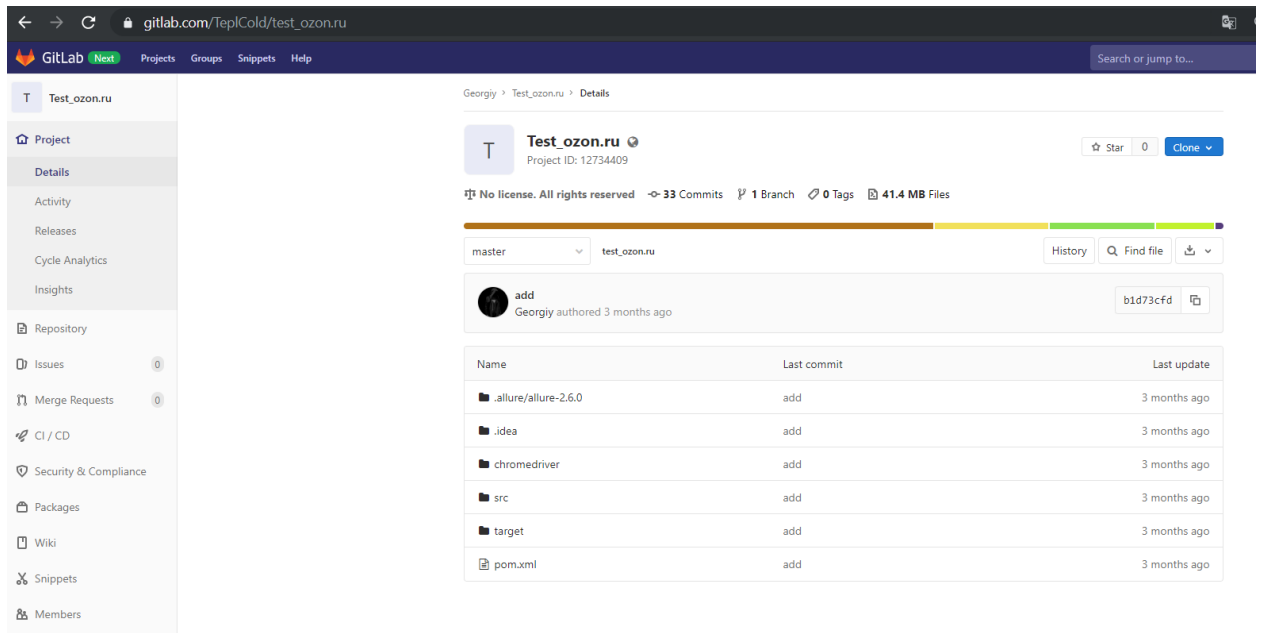 gitlab.com/TeplCold/test_ozon.ru
GitLab Next Projects Groups Snippets Help Search or jump to...
T Test_ozon.ru
Project
Details
Activity
Releases
Cycle Analytics
Insights
Repository
Issues 0
Merge Requests 0
CI / CD
Security & Compliance
Packages
Wiki
Snippets
Members
Georgiy > Test_ozon.ru > Details
T
Test_ozon.ru
Project ID: 12734409
Star 0 Clone
No license. All rights reserved 33 Commits 1 Branch 0 Tags 41.4 MB Files
master test_ozon.ru History Find file
add
Georgiy authored 3 months ago
b1d73cfd
Name Last commit Last update
.allure/allure-2.6.0 add 3 months ago
.idea add 3 months ago
chromedriver add 3 months ago
src add 3 months ago
target add 3 months ago
pom.xml add 3 months ago